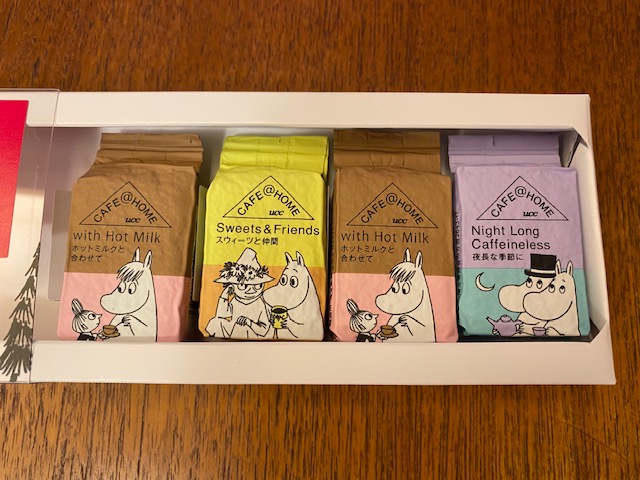 CAFE@HOME
ucc
with Hot Milk
ホットミルクと
合わせて
CAFE@HOME
ucc
Sweets & Friends
スウィーツと仲間
CAFE@HOME
ucc
with Hot Milk
ホットミルクと
合わせて
CAFE@HOME
ucc
Night Long
Caffeineless
夜長な季節に